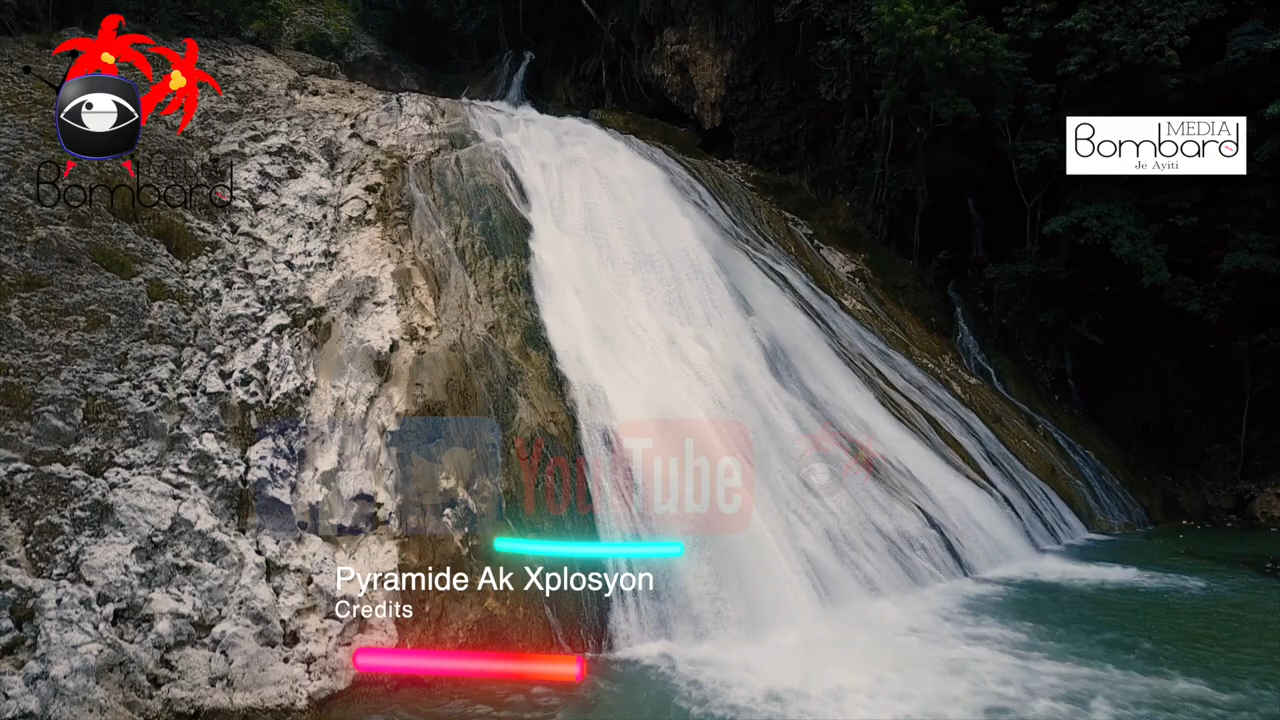 Bombard
MEDIA
Bombard
Je Ayiti
YouTube
Pyramide Ak Xplosyon
Credits